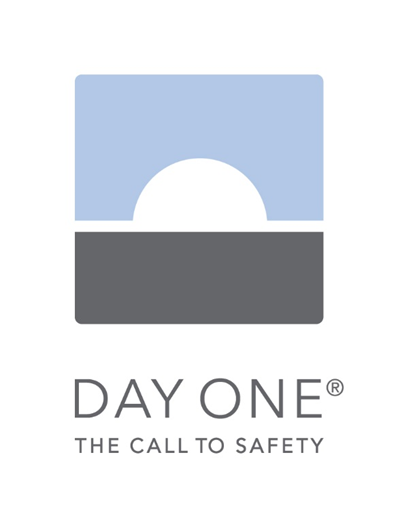 DAY ONE®
THE CALL TO SAFETY